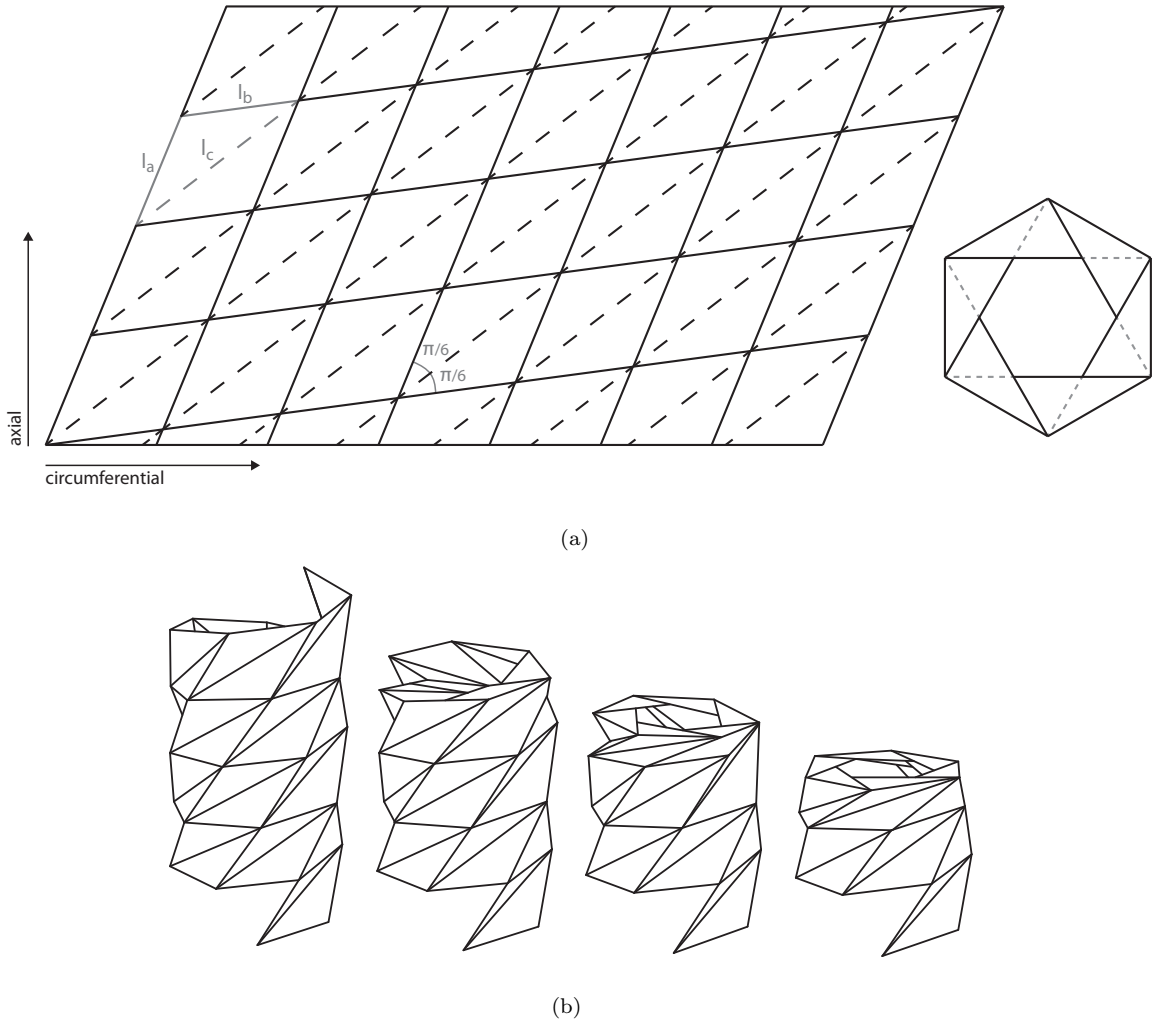 l_b
l_c
l_a
π/6
π/6
axial
circumferential
(a)
(b)